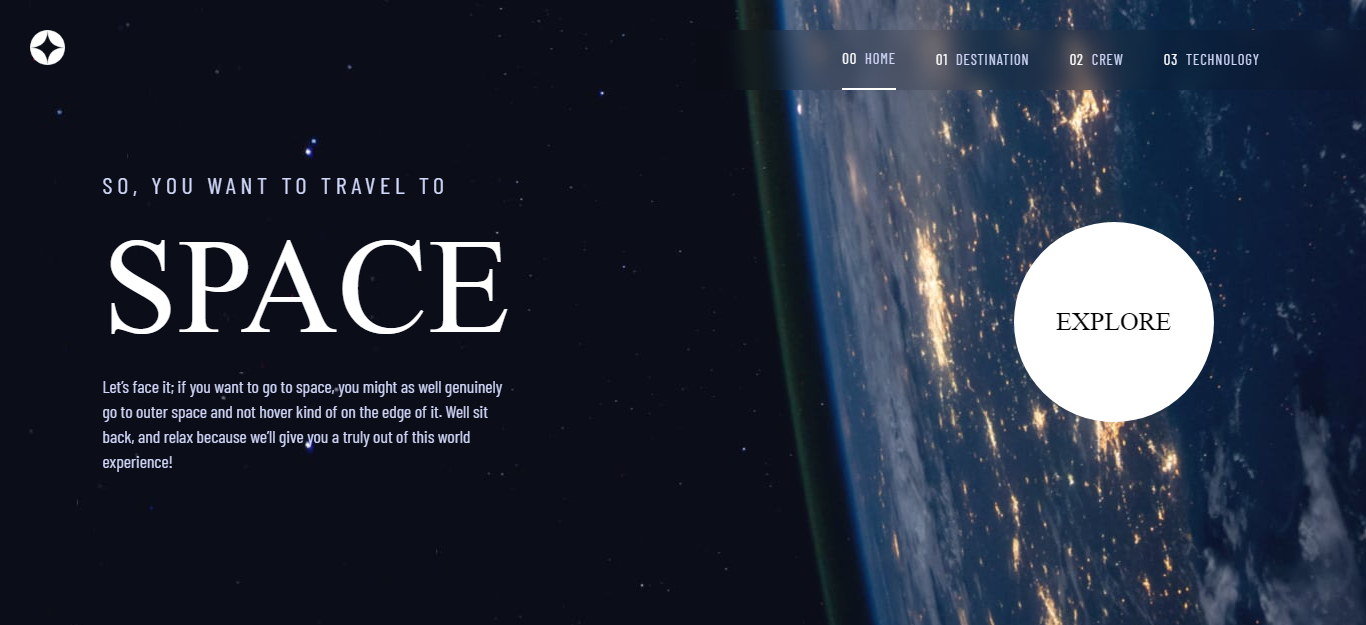 00 HOME 01 DESTINATION 02 CREW 03 TECHNOLOGY
SO, YOU WANT TO TRAVEL TO
SPACE
EXPLORE
Let's face it; if you want to go to space, you might as well genuinely
go to outer space and not hover kind of on the edge of it. Well sit
back, and relax because we'll give you a truly out of this world
experience!